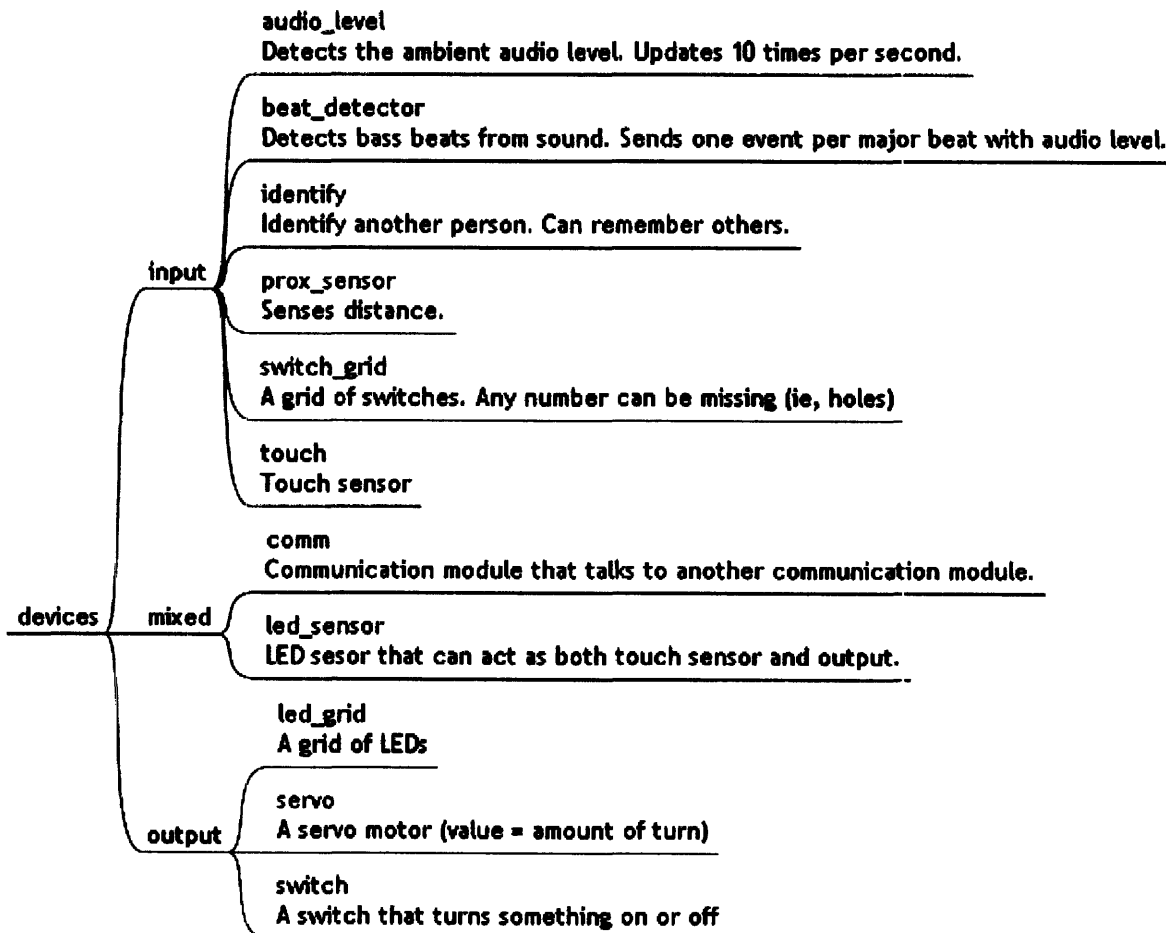 audio_level
Detects the ambient audio level. Updates 10 times per second.
beat_detector
Detects bass beats from sound. Sends one event per major beat with audio level.
identify
Identify another person. Can remember others.
input
prox_sensor
Senses distance.
switch_grid
A grid of switches. Any number can be missing (ie, holes)
touch
Touch sensor
comm
Communication module that talks to another communication module.
devices
mixed
led_sensor
LED sesor that can act as both touch sensor and output.
led_grid
A grid of LEDs
servo
A servo motor (value = amount of turn)
output
switch
A switch that turns something on or off